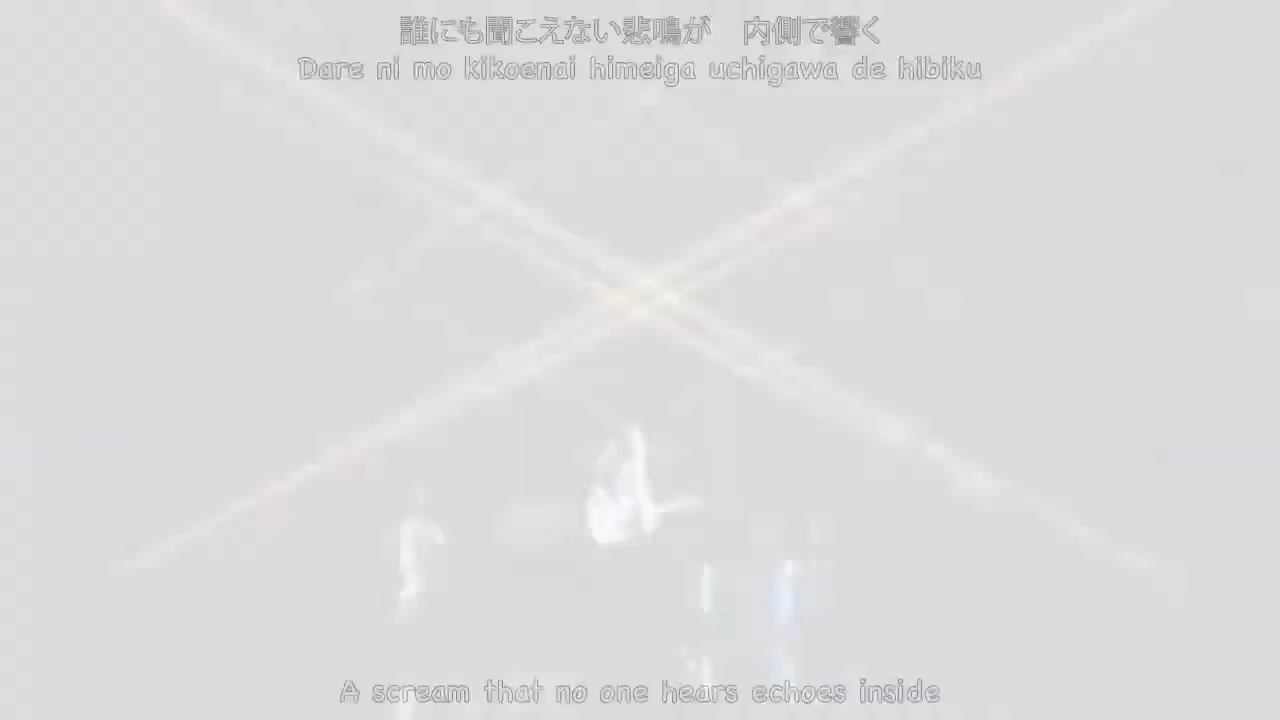 誰にも聞こえない悲鳴が　内側で響く
Dare ni mo kikoenai himeiga uchigawa de hibiku
A scream that no one hears echoes inside